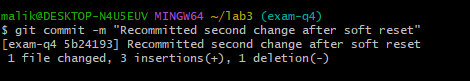 malik@DESKTOP-N4U5EUV MINGW64 ~/lab3 (exam-q4)
$ git commit -m "Recommitted second change after soft reset"
[exam-q4 5b24193] Recommitted second change after soft reset
 1 file changed, 3 insertions(+), 1 deletion(-)